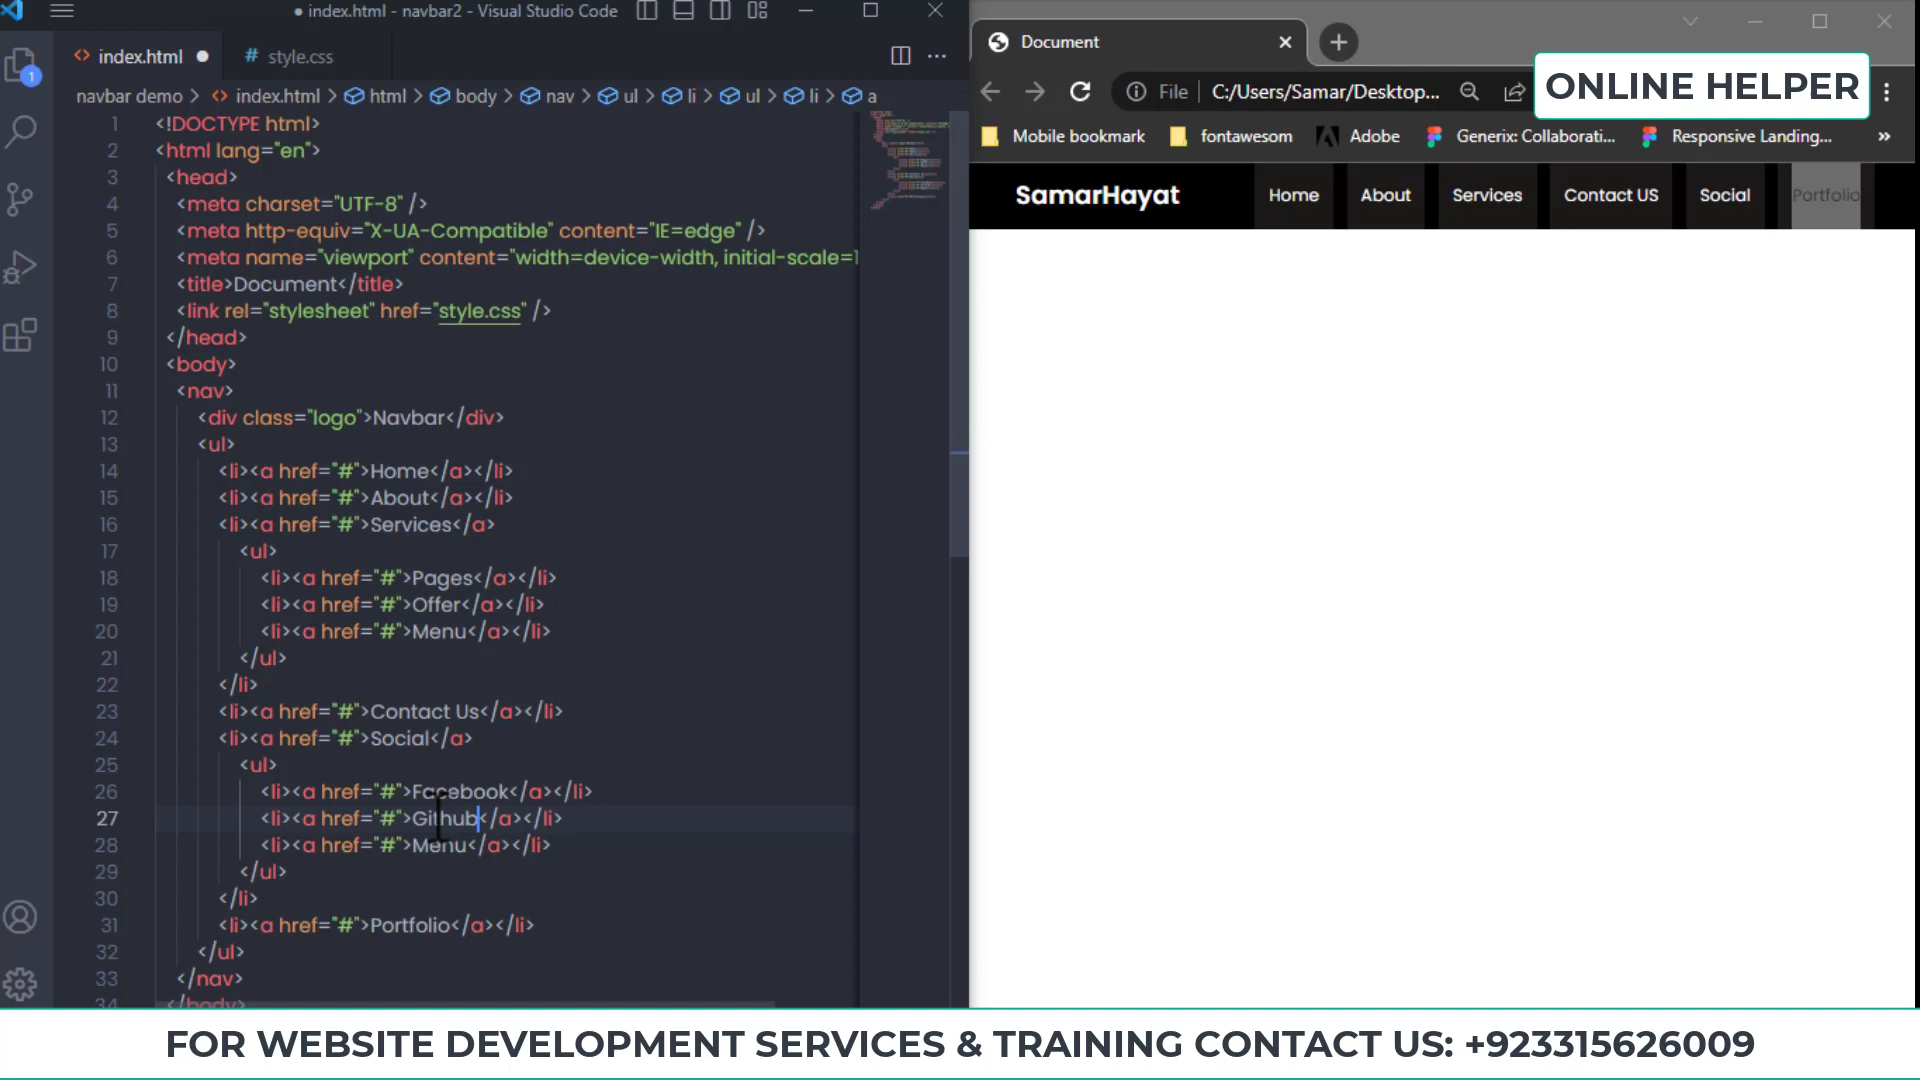 index.html - navbar2 - Visual Studio Code
index.html
style.css
navbar demo > index.html > html > body > nav > ul > li > ul > li > a
1 <!DOCTYPE html>
2 <html lang="en">
3 <head>
4 <meta charset="UTF-8" />
5 <meta http-equiv="X-UA-Compatible" content="IE=edge" />
6 <meta name="viewport" content="width=device-width, initial-scale=1
7 <title>Document</title>
8 <link rel="stylesheet" href="style.css" />
9 </head>
10 <body>
11 <nav>
12 <div class="logo">Navbar</div>
13 <ul>
14 <li><a href="#">Home</a></li>
15 <li><a href="#">About</a></li>
16 <li><a href="#">Services</a>
17 <ul>
18 <li><a href="#">Pages</a></li>
19 <li><a href="#">Offer</a></li>
20 <li><a href="#">Menu</a></li>
21 </ul>
22 </li>
23 <li><a href="#">Contact Us</a></li>
24 <li><a href="#">Social</a>
25 <ul>
26 <li><a href="#">Facebook</a></li>
27 <li><a href="#">Github</a></li>
28 <li><a href="#">Menu</a></li>
29 </ul>
30 </li>
31 <li><a href="#">Portfolio</a></li>
32 </ul>
33 </nav>
34 </body>
1
Document
File
C:/Users/Samar/Desktop...
ONLINE HELPER
Mobile bookmark
fontawesom
Adobe
Generix: Collaborati...
Responsive Landing...
»
SamarHayat
Home
About
Services
Contact US
Social
Portfolio
FOR WEBSITE DEVELOPMENT SERVICES & TRAINING CONTACT US: +923315626009